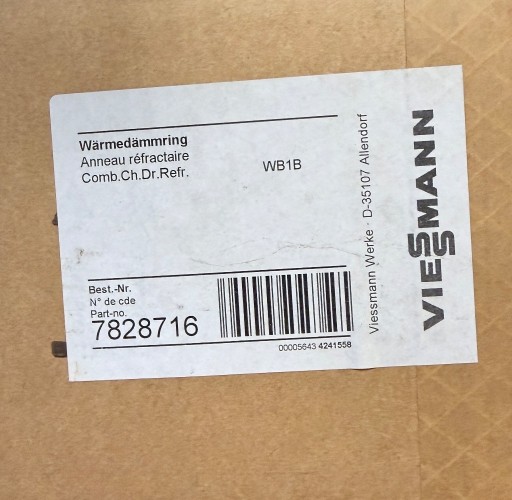 Wärmedämmring
Anneau réfractaire
Comb.Ch.Dr.Refr.
WB1B
Best.-Nr.
N° de cde
Part-no.
7828716
00005643 4241558
Viessmann Werke · D-35107 Allendorf
VIESSMANN